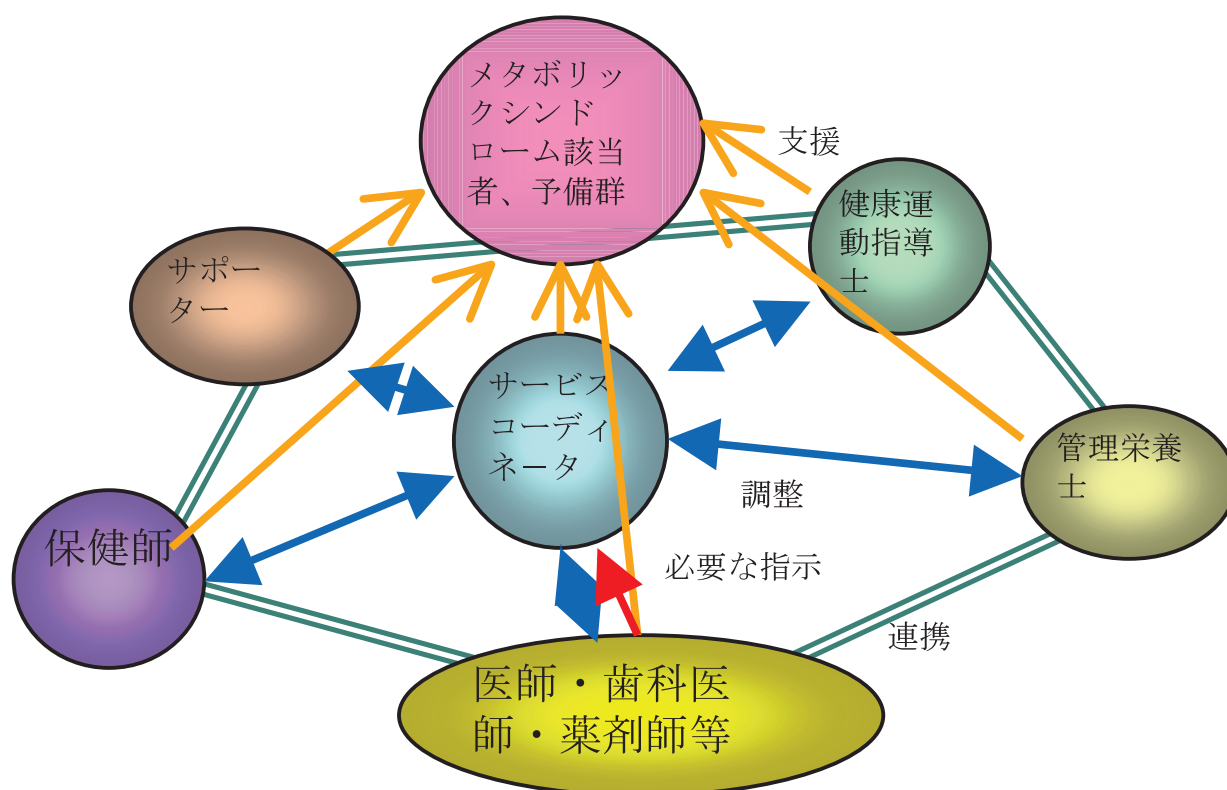 メタボリッ
クシンド
ローム該当
者、予備群
支援
健康運
動指導
士
サポー
ター
サービス
コーディ
ネータ
管理栄養
士
調整
保健師
必要な指示
連携
医師・歯科医
師・薬剤師等